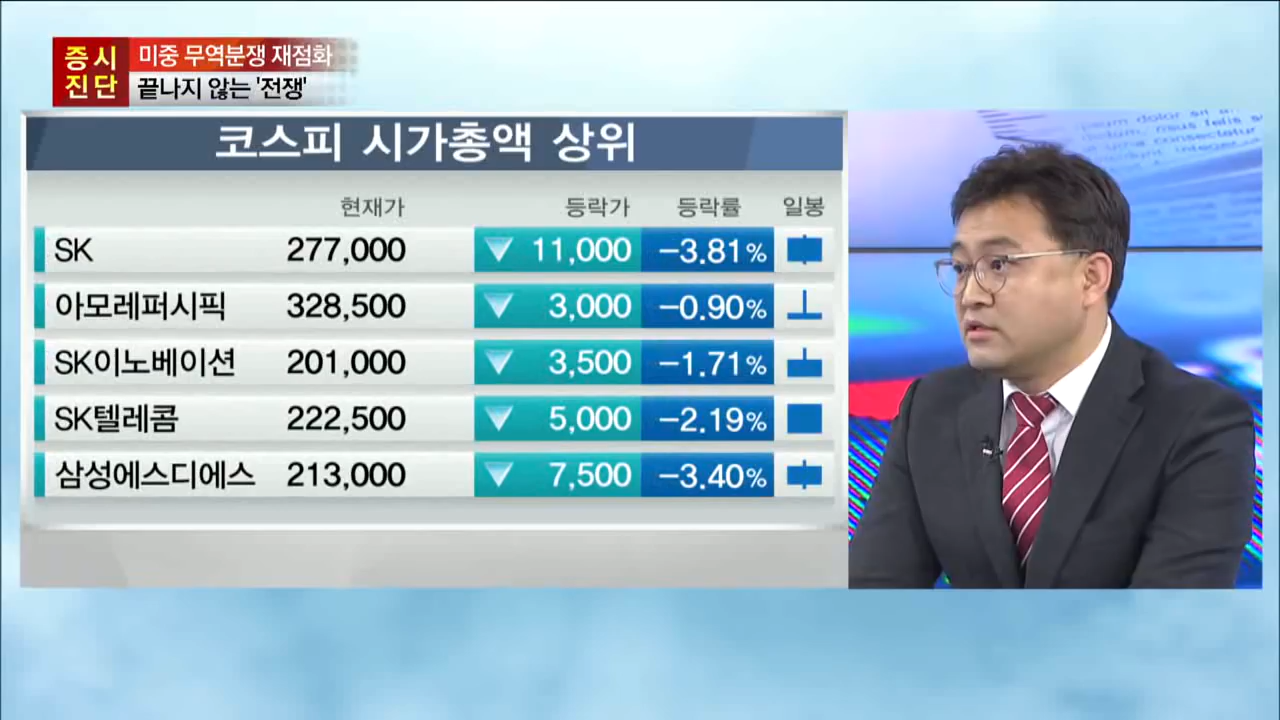 증시
진단
미중 무역분쟁 재점화
끝나지 않는 '전쟁'
코스피 시가총액 상위
현재가 등락가 등락률 일봉
SK 277,000 ▼ 11,000 -3.81%
아모레퍼시픽 328,500 ▼ 3,000 -0.90%
SK이노베이션 201,000 ▼ 3,500 -1.71%
SK텔레콤 222,500 ▼ 5,000 -2.19%
삼성에스디에스 213,000 ▼ 7,500 -3.40%